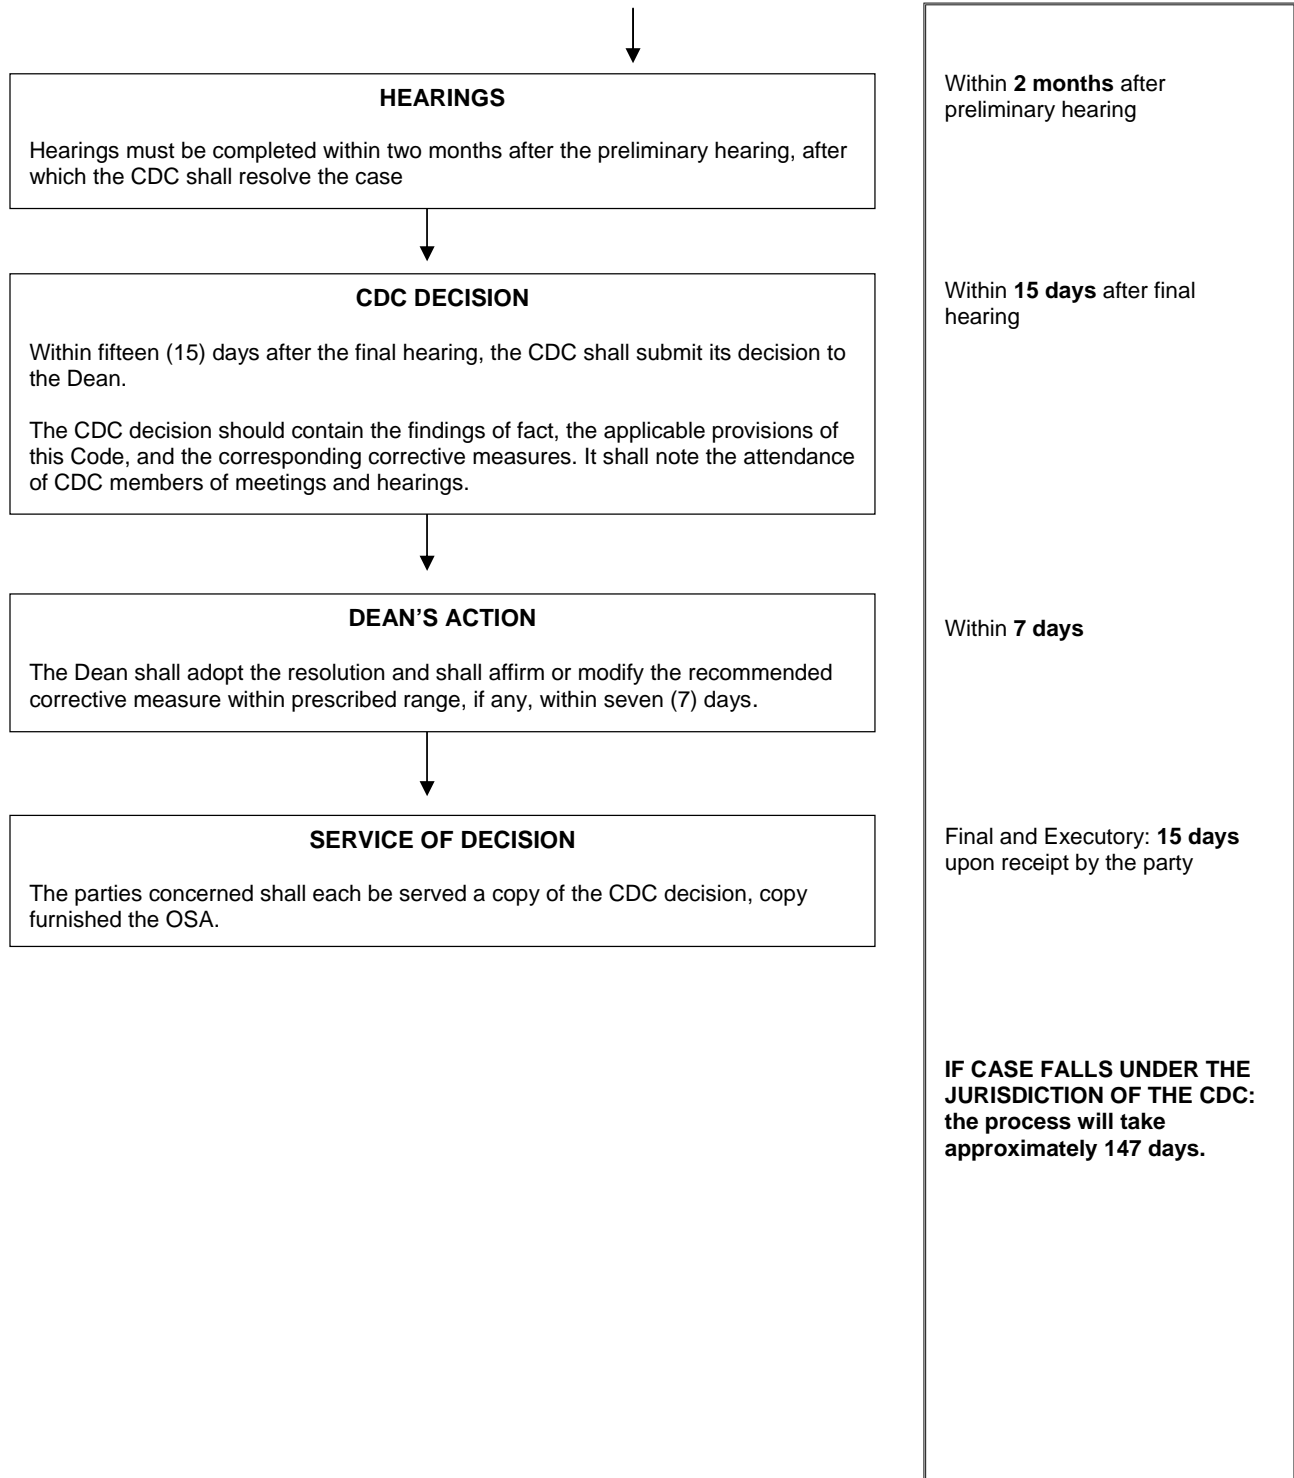 HEARINGS
Hearings must be completed within two months after the preliminary hearing, after
which the CDC shall resolve the case
Within 2 months after
preliminary hearing
CDC DECISION
Within fifteen (15) days after the final hearing, the CDC shall submit its decision to
the Dean.
The CDC decision should contain the findings of fact, the applicable provisions of
this Code, and the corresponding corrective measures. It shall note the attendance
of CDC members of meetings and hearings.
Within 15 days after final
hearing
DEAN’S ACTION
The Dean shall adopt the resolution and shall affirm or modify the recommended
corrective measure within prescribed range, if any, within seven (7) days.
Within 7 days
SERVICE OF DECISION
The parties concerned shall each be served a copy of the CDC decision, copy
furnished the OSA.
Final and Executory: 15 days
upon receipt by the party
IF CASE FALLS UNDER THE
JURISDICTION OF THE CDC:
the process will take
approximately 147 days.